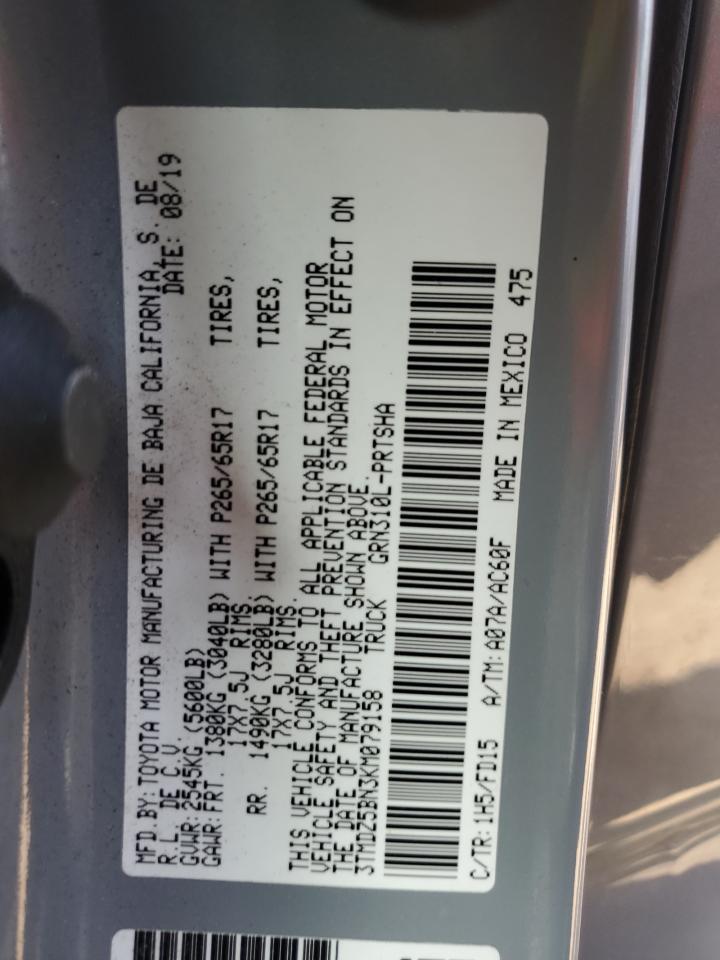 MFD.BY: TOYOTA MOTOR MANUFACTURING DE BAJA CALIFORNIA, S. DE
R.L. DE C.V. DATE: 08/19
GVWR: 2545KG (5600LB)
GAWR: FRT. 1380KG (3040LB) WITH P265/65R17 TIRES,
17X7.5J RIMS.
RR. 1490KG (3280LB) WITH P265/65R17 TIRES,
17X7.5J RIMS.
THIS VEHICLE CONFORMS TO ALL APPLICABLE FEDERAL MOTOR
VEHICLE SAFETY AND THEFT PREVENTION STANDARDS IN EFFECT ON
THE DATE OF MANUFACTURE SHOWN ABOVE.
3TMDZ5BN3KM079158 TRUCK GRN310L-PRTSHA
C/TR: 1H5/FD15 A/TM: A07A/AC60F MADE IN MEXICO 475